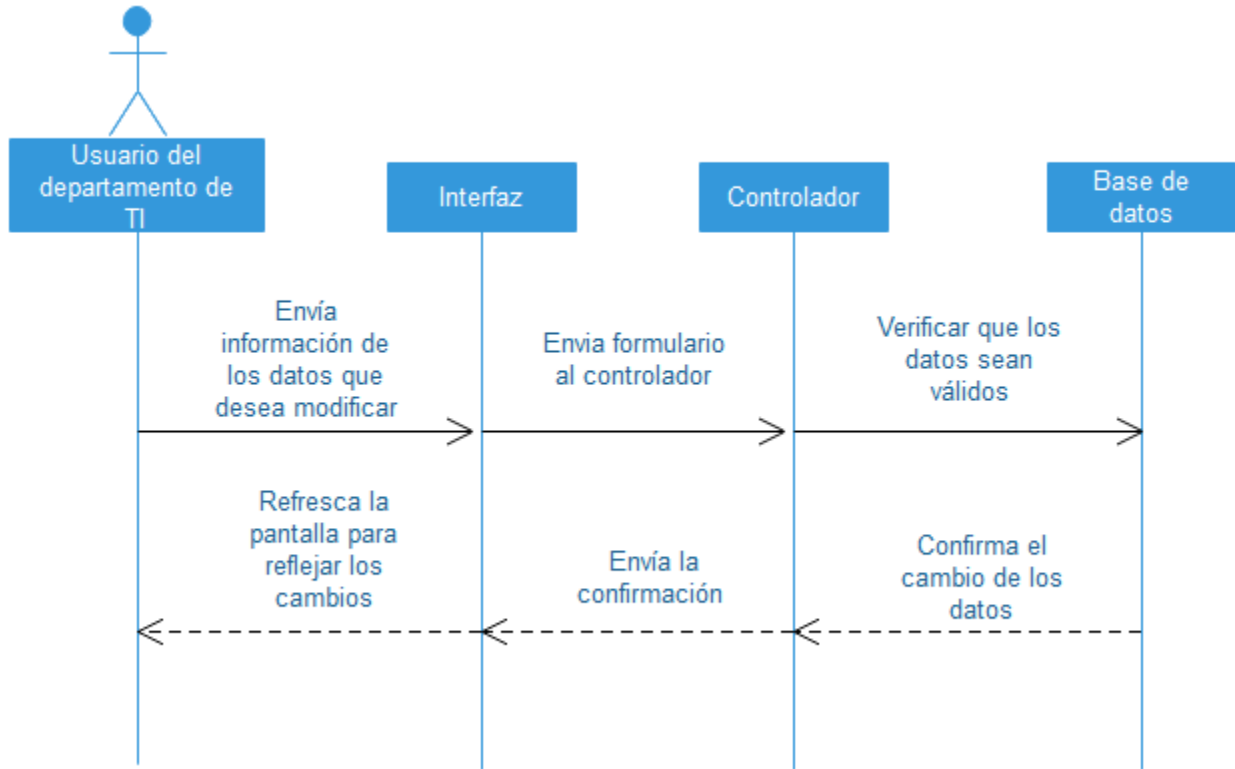 Usuario del
departamento de
TI
Interfaz
Controlador
Base de
datos
Envía
información de
los datos que
desea modificar
Envia formulario
al controlador
Verificar que los
datos sean
válidos
Refresca la
pantalla para
reflejar los
cambios
Envía la
confirmación
Confirma el
cambio de los
datos